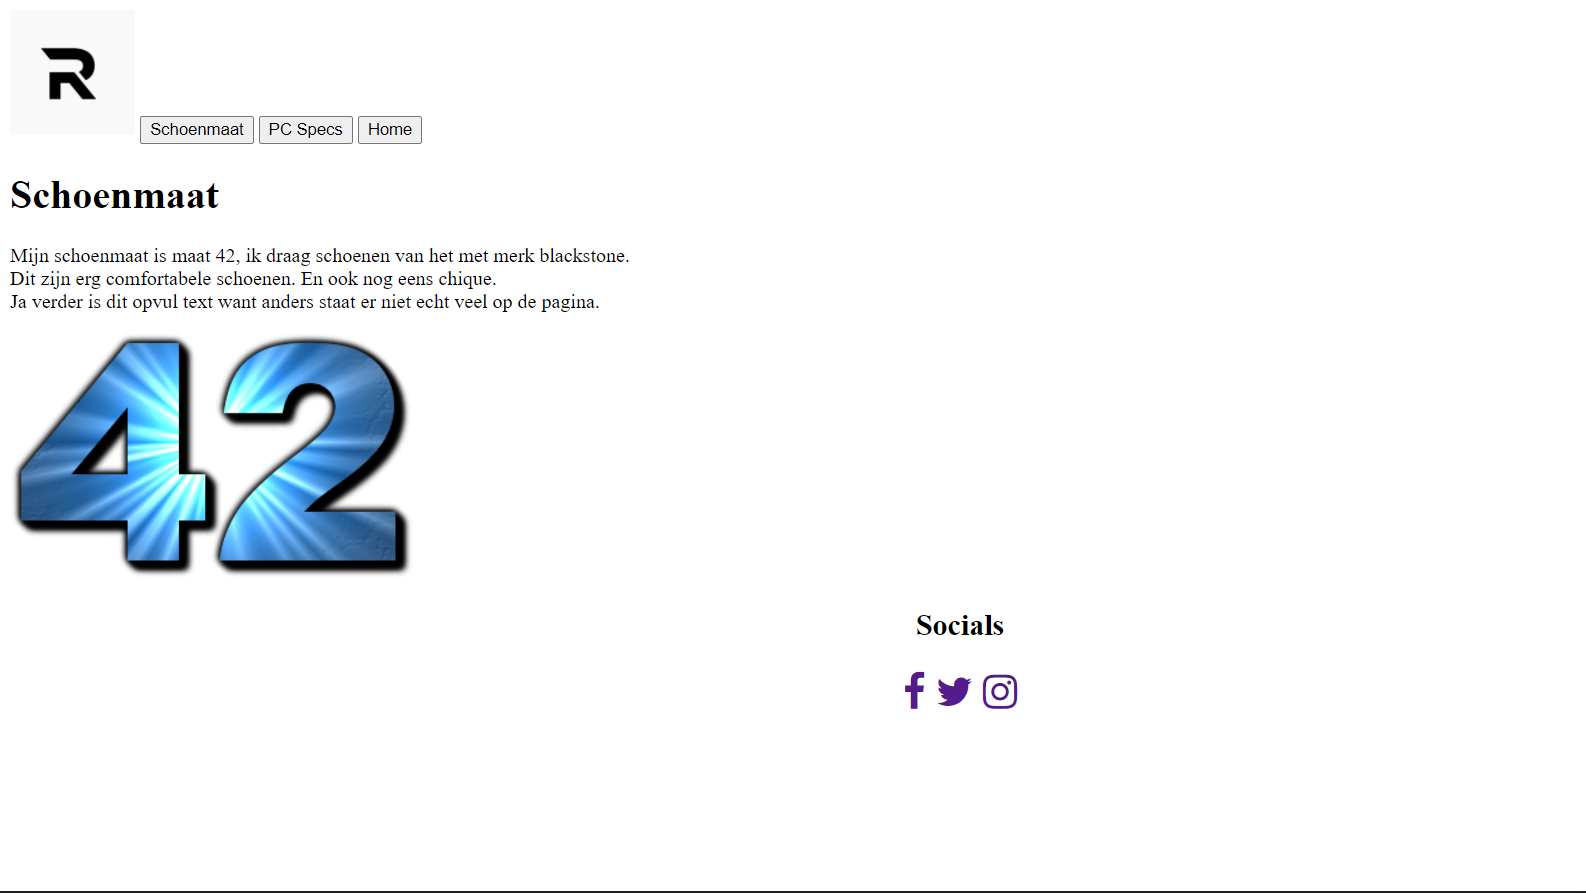 R
Schoenmaat PC Specs Home
Schoenmaat
Mijn schoenmaat is maat 42, ik draag schoenen van het met merk blackstone.
Dit zijn erg comfortabele schoenen. En ook nog eens chique.
Ja verder is dit opvul text want anders staat er niet echt veel op de pagina.
42
Socials